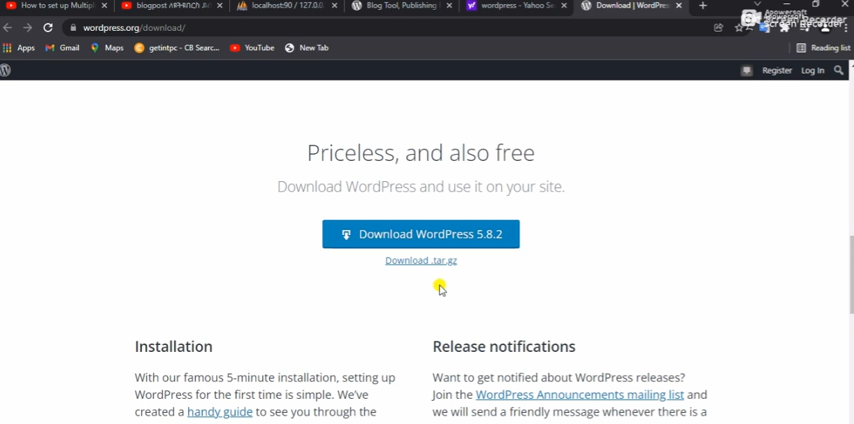 How to set up Multipl
blogpost
localhost:90 / 127.0.0.
Blog Tool, Publishing
wordpress - Yahoo Se
Download | WordPres
wordpress.org/download/
Apps
Gmail
Maps
getintpc - CB Searc...
YouTube
New Tab
Reading list
Apowersoft
Screen Recorder
Register
Log In
Priceless, and also free
Download WordPress and use it on your site.
Download WordPress 5.8.2
Download .tar.gz
Installation
With our famous 5-minute installation, setting up
WordPress for the first time is simple. We've
created a handy guide to see you through the
Release notifications
Want to get notified about WordPress releases?
Join the WordPress Announcements mailing list and
we will send a friendly message whenever there is a